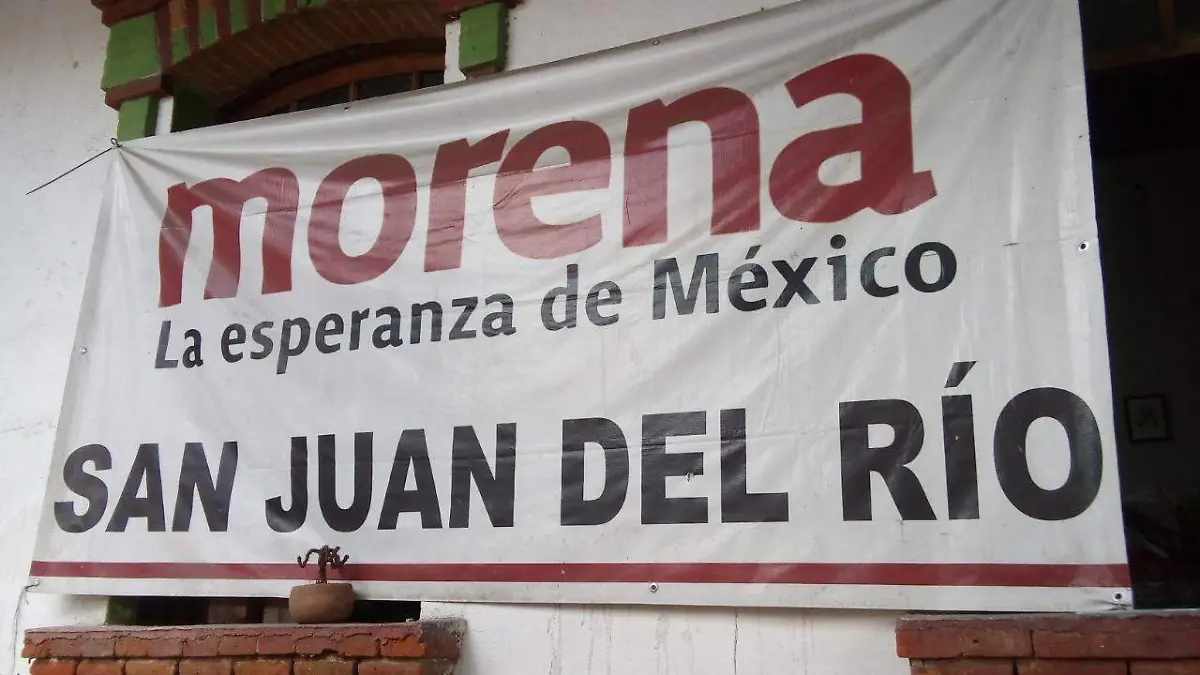 morena
La esperanza de México
SAN JUAN DEL RÍO